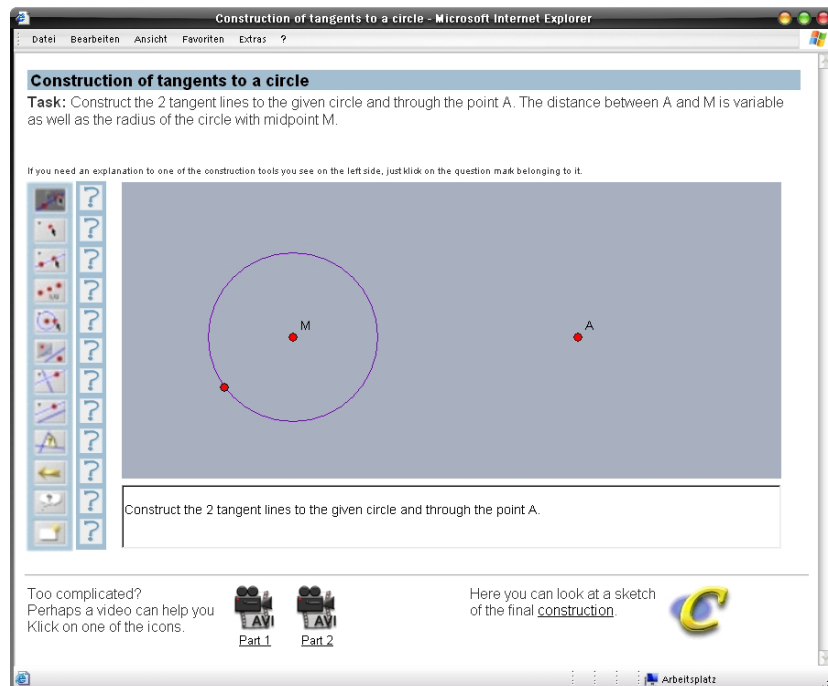 Construction of tangents to a circle - Microsoft Internet Explorer
Datei Bearbeiten Ansicht Favoriten Extras ?
Construction of tangents to a circle
Task: Construct the 2 tangent lines to the given circle and through the point A. The distance between A and M is variable
as well as the radius of the circle with midpoint M.
If you need an explanation to one of the construction tools you see on the left side, just klick on the question mark belonging to it.
?
?
?
?
?
?
?
?
?
?
?
?
M
A
Construct the 2 tangent lines to the given circle and through the point A.
Too complicated?
Perhaps a video can help you
Klick on one of the icons.
AVI
Part 1
AVI
Part 2
Here you can look at a sketch
of the final construction.
C
Arbeitsplatz